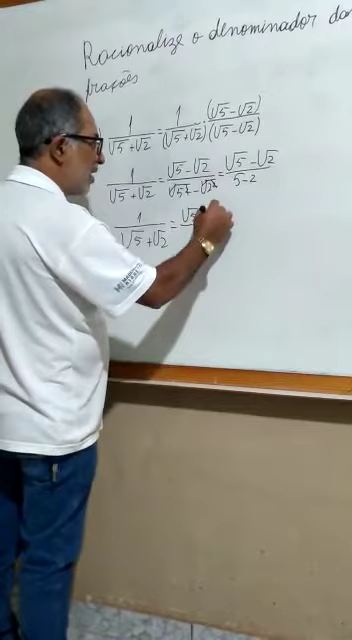 Racionalize o denominador da
frações
1/(√5+√2) = 1/(√5+√2) · (√5-√2)/(√5-√2)
1/(√5+√2) = (√5-√2)/(√5²-√2²) = (√5-√2)/(5-2)
1/(√5+√2) = √5